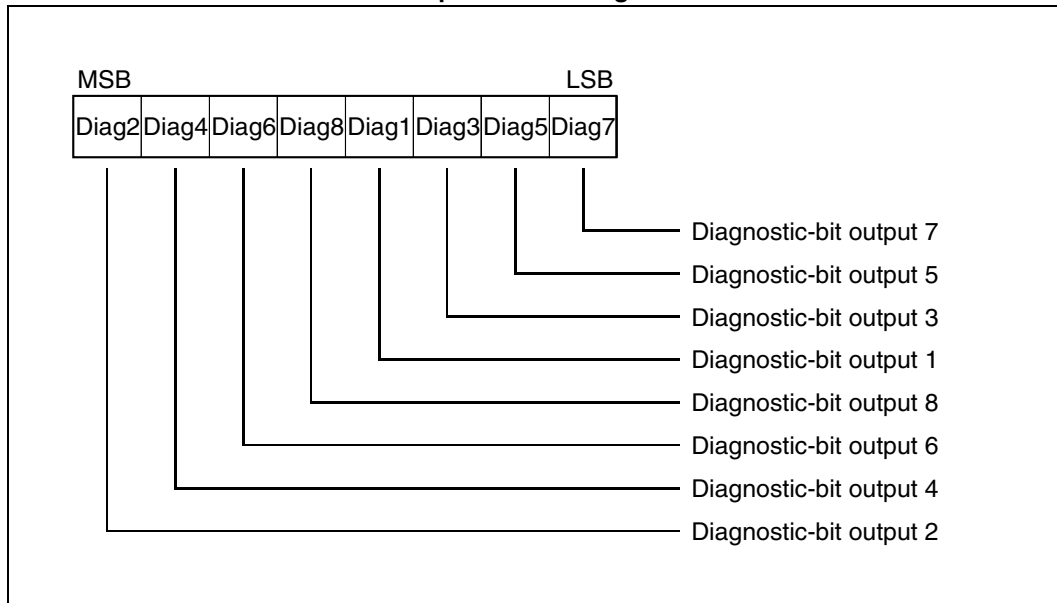 MSB LSB
Diag2 Diag4 Diag6 Diag8 Diag1 Diag3 Diag5 Diag7
Diagnostic-bit output 7
Diagnostic-bit output 5
Diagnostic-bit output 3
Diagnostic-bit output 1
Diagnostic-bit output 8
Diagnostic-bit output 6
Diagnostic-bit output 4
Diagnostic-bit output 2